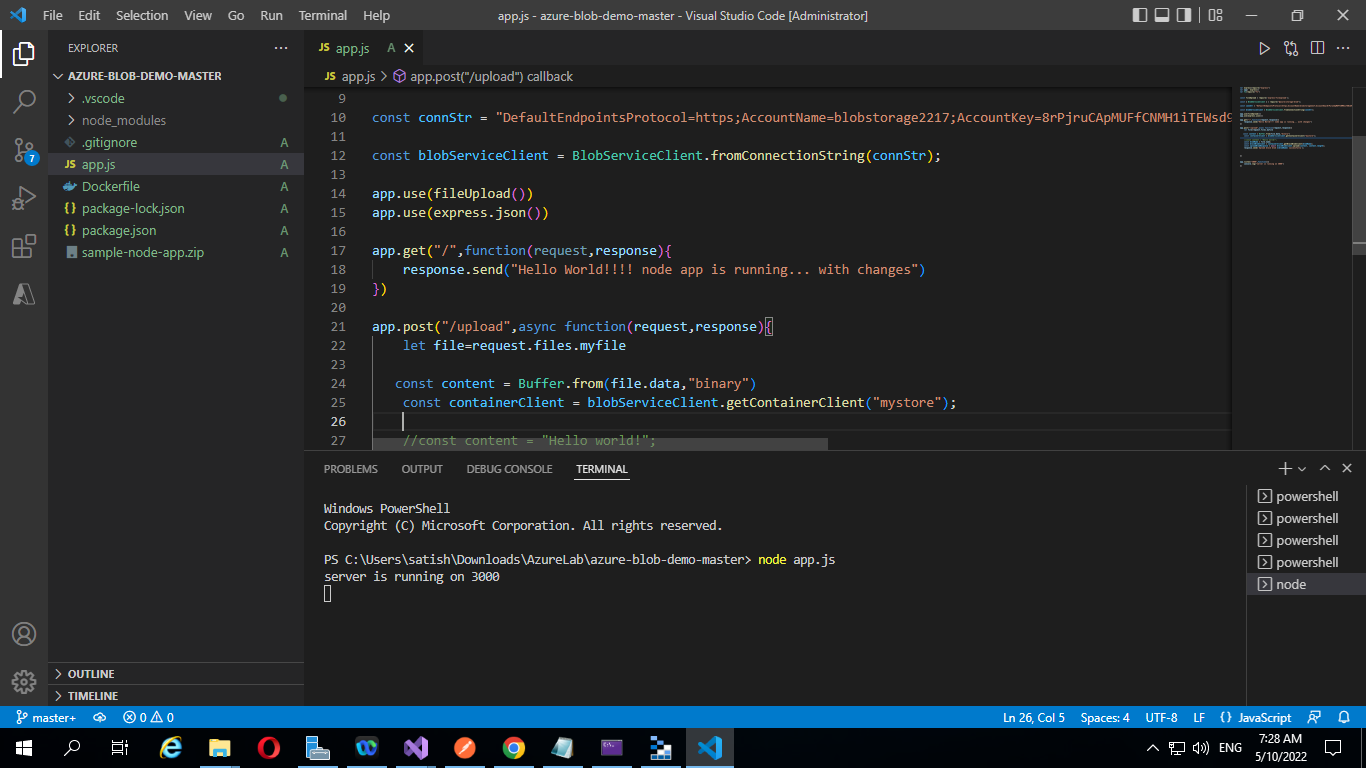 File Edit Selection View Go Run Terminal Help app.js - azure-blob-demo-master - Visual Studio Code [Administrator]
EXPLORER
AZURE-BLOB-DEMO-MASTER
.vscode
node_modules
.gitignore A
JS app.js A
Dockerfile A
{} package-lock.json A
{} package.json A
sample-node-app.zip A
OUTLINE
TIMELINE
7
JS app.js A
JS app.js > app.post("/upload") callback
9
10 const connStr = "DefaultEndpointsProtocol=https;AccountName=blobstorage2217;AccountKey=8rPjruCApMUFfCNMH1iTEWsd9
11
12 const blobServiceClient = BlobServiceClient.fromConnectionString(connStr);
13
14 app.use(fileUpload())
15 app.use(express.json())
16
17 app.get("/",function(request,response){
18 response.send("Hello World!!!! node app is running... with changes")
19 })
20
21 app.post("/upload",async function(request,response){
22 let file=request.files.myfile
23
24 const content = Buffer.from(file.data,"binary")
25 const containerClient = blobServiceClient.getContainerClient("mystore");
26
27 //const content = "Hello world!";
PROBLEMS OUTPUT DEBUG CONSOLE TERMINAL
Windows PowerShell
Copyright (C) Microsoft Corporation. All rights reserved.
PS C:\Users\satish\Downloads\AzureLab\azure-blob-demo-master> node app.js
server is running on 3000
powershell
powershell
powershell
powershell
node
master+ 0 0 Ln 26, Col 5 Spaces: 4 UTF-8 LF {} JavaScript
ENG 7:28 AM
5/10/2022